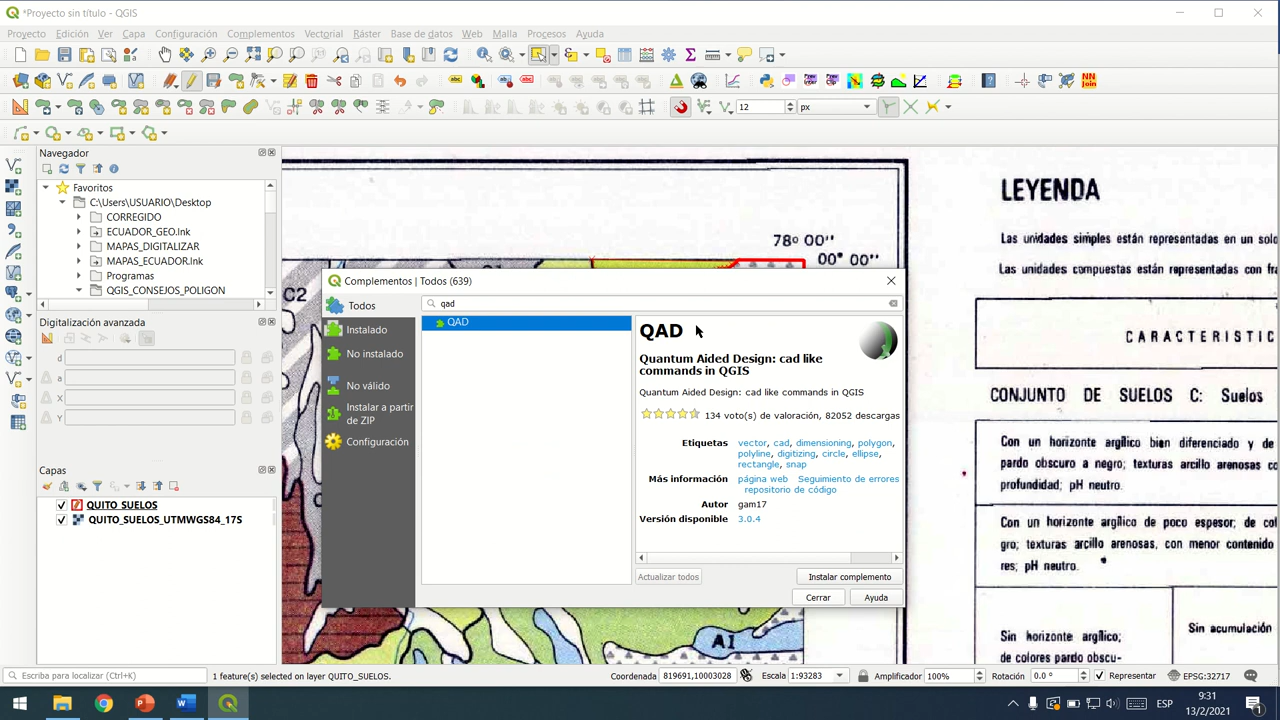 *Proyecto sin título - QGIS
Proyecto Edición Ver Capa Configuración Complementos Vectorial Ráster Base de datos Web Malla Procesos Ayuda
12 px
Navegador
Favoritos
C:\Users\USUARIO\Desktop
CORREGIDO
ECUADOR_GEO.lnk
MAPAS_DIGITALIZAR
MAPAS_ECUADOR.lnk
Programas
QGIS_CONSEJOS_POLIGON
Digitalización avanzada
d
a
X
Y
Capas
QUITO_SUELOS
QUITO_SUELOS_UTMWGS84_17S
78º 00''
00º 00''
C2
A1
LEYENDA
Las unidades simples están representadas en un solo
Las unidades compuestas están representadas con fra
CARACTERISTIC
CONJUNTO DE SUELOS C: Suelos
Con un horizonte argílico bien diferenciado y de
pardo obscuro a negro; texturas arcillo arenosas co
profundidad; pH neutro.
Con un horizonte argílico de poco espesor; de col
gro; texturas arcillo arenosas, con menor contenido
res; pH neutro.
Sin horizonte argílico;
de colores pardo obscu-
Sin acumulación
Complementos | Todos (639)
Todos
Instalado
No instalado
No válido
Instalar a partir
de ZIP
Configuración
qad
QAD
QAD
Quantum Aided Design: cad like
commands in QGIS
Quantum Aided Design: cad like commands in QGIS
134 voto(s) de valoración, 82052 descargas
Etiquetas vector, cad, dimensioning, polygon,
polyline, digitizing, circle, ellipse,
rectangle, snap
Más información página web Seguimiento de errores
repositorio de código
Autor gam17
Versión disponible 3.0.4
Actualizar todos Instalar complemento
Cerrar Ayuda
Escriba para localizar (Ctrl+K) 1 feature(s) selected on layer QUITO_SUELOS. Coordenada 819691,10003028 Escala 1:93283 Amplificador 100% Rotación 0.0 ° Representar EPSG:32717
ESP 9:31
13/2/2021